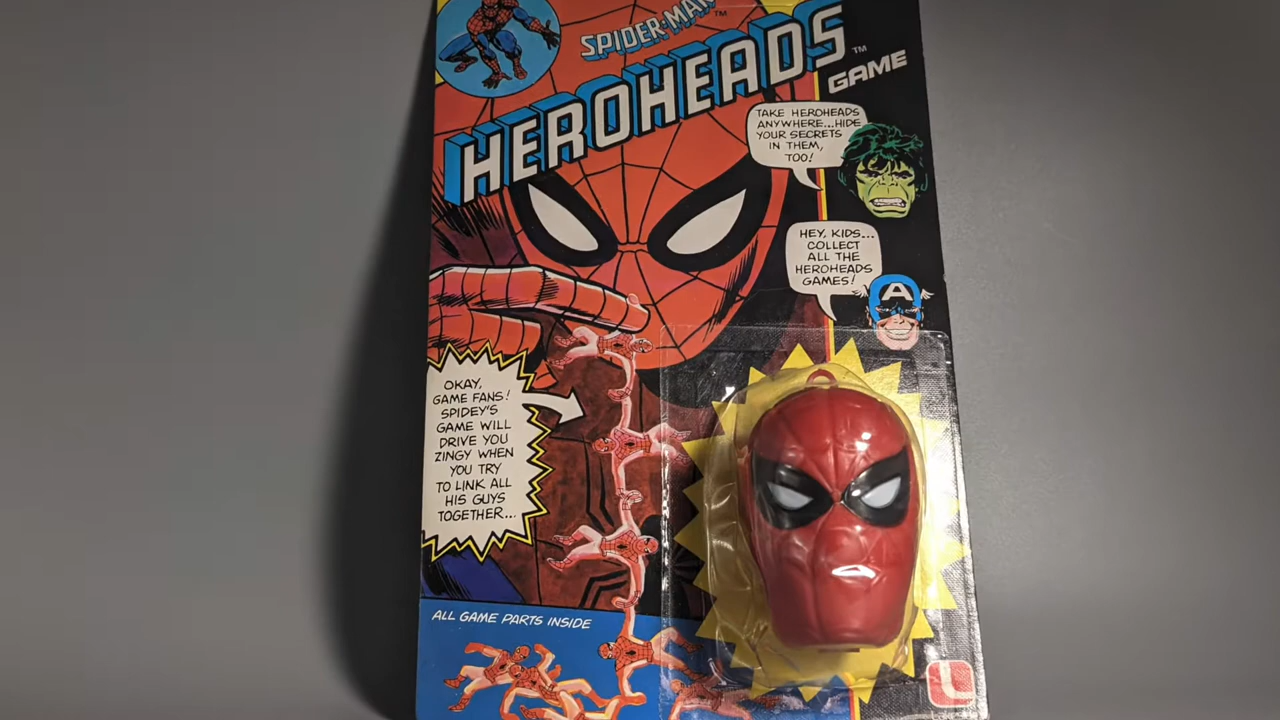 SPIDER-MAN™
HEROHEADS™
GAME
TAKE HEROHEADS
ANYWHERE...HIDE
YOUR SECRETS
IN THEM,
TOO!
HEY, KIDS...
COLLECT
ALL THE
HEROHEADS
GAMES!
A
OKAY,
GAME FANS!
SPIDEY'S
GAME WILL
DRIVE YOU
ZINGY WHEN
YOU TRY
TO LINK ALL
HIS GUYS
TOGETHER...
ALL GAME PARTS INSIDE
L